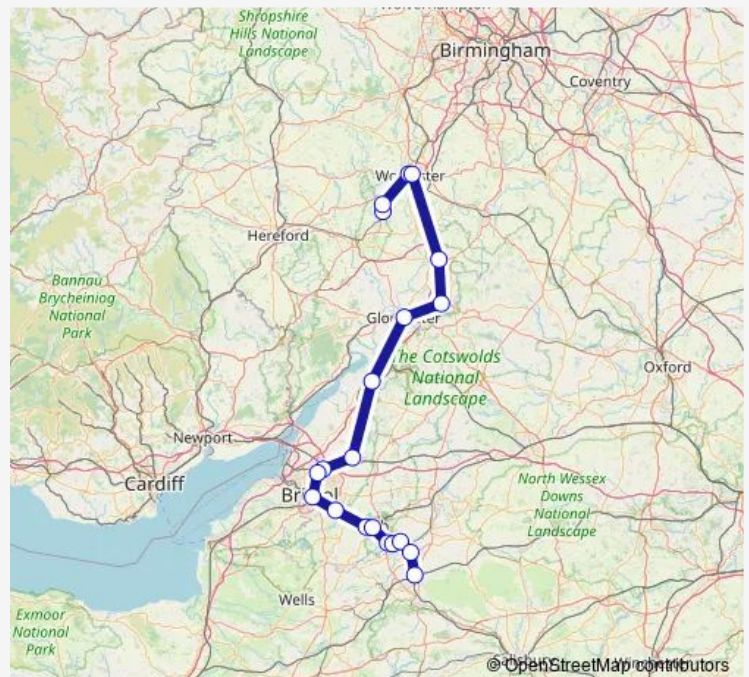 Shropshire
Hills National
Landscape
Birmingham
Coventry
Hereford
Bannau
Brycheiniog
National
Park
The Cotswolds
National
Landscape
Oxford
Newport
Cardiff
North Wessex
Downs
National
Landscape
Wells
Exmoor
National
Park
© OpenStreetMap contributors